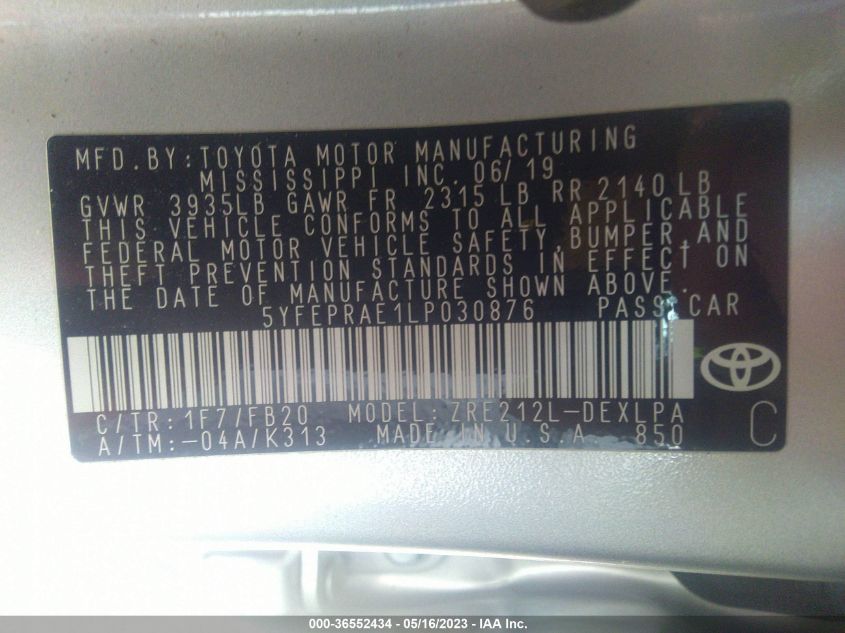 MFD.BY:TOYOTA MOTOR MANUFACTURING
MISSISSIPPI INC. 06/19
GVWR 3935LB GAWR FR 2315 LB RR 2140 LB
THIS VEHICLE CONFORMS TO ALL APPLICABLE
FEDERAL MOTOR VEHICLE SAFETY,BUMPER,AND
THEFT PREVENTION STANDARDS IN EFFECT ON
THE DATE OF MANUFACTURE SHOWN ABOVE.
5YFEPRAE1LP030876 PASS CAR
C/TR:1F7/FB20 MODEL:ZRE212L-DEXLPA
A/TM:-04A/K313 MADE IN U.S.A 850 C
000-36552434 - 05/16/2023 - IAA Inc.